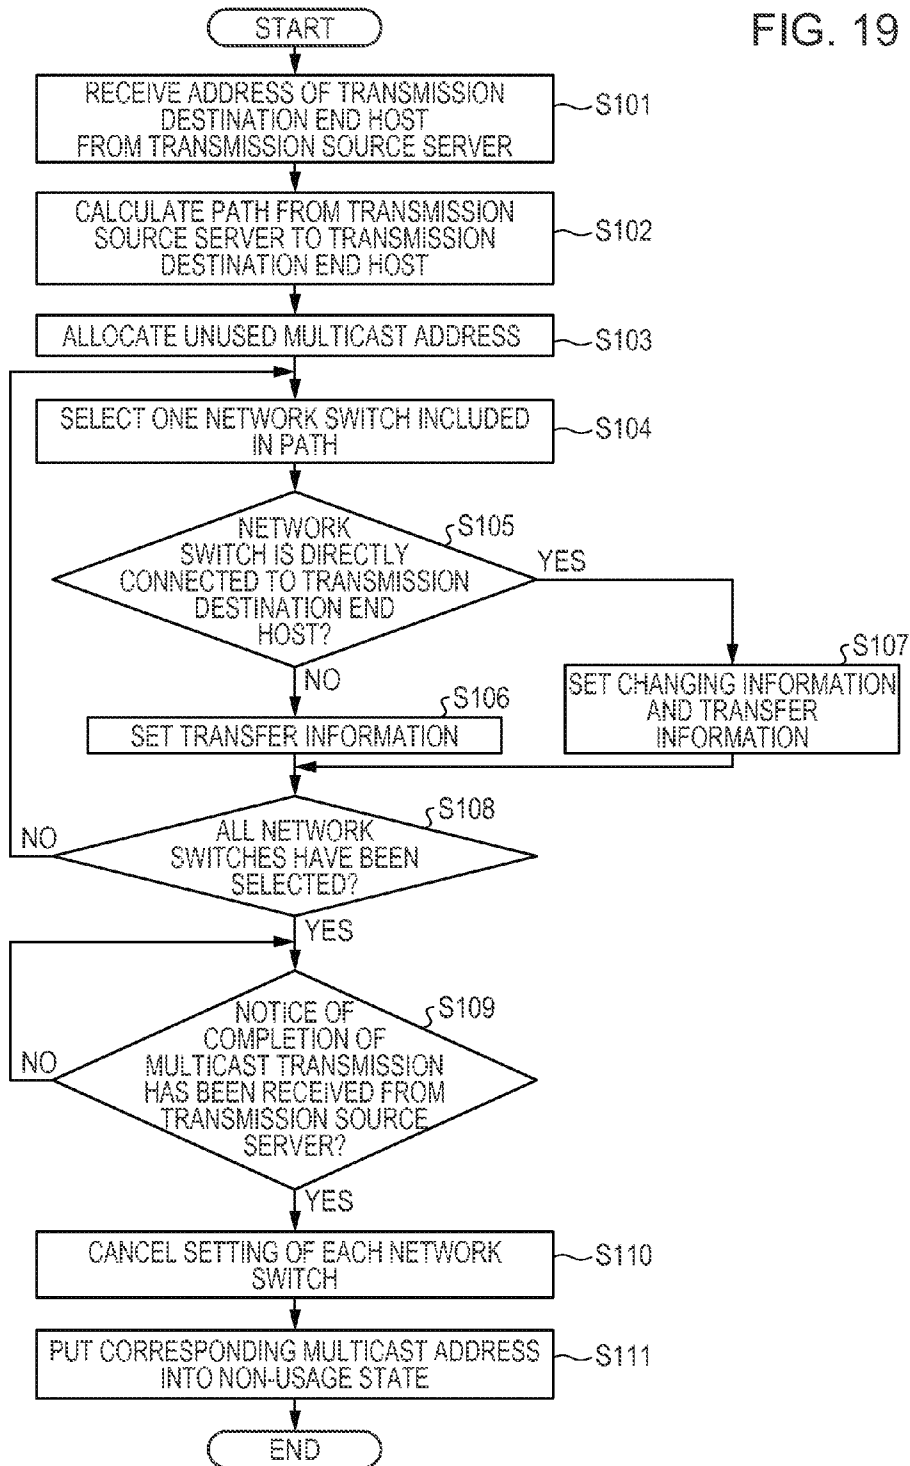 FIG. 19
START
RECEIVE ADDRESS OF TRANSMISSION
DESTINATION END HOST
FROM TRANSMISSION SOURCE SERVER
S101
CALCULATE PATH FROM TRANSMISSION
SOURCE SERVER TO TRANSMISSION
DESTINATION END HOST
S102
ALLOCATE UNUSED MULTICAST ADDRESS
S103
SELECT ONE NETWORK SWITCH INCLUDED
IN PATH
S104
NETWORK
SWITCH IS DIRECTLY
CONNECTED TO TRANSMISSION
DESTINATION END
HOST?
S105
YES
NO
S106
SET TRANSFER INFORMATION
S107
SET CHANGING INFORMATION
AND TRANSFER
INFORMATION
S108
ALL NETWORK
SWITCHES HAVE BEEN
SELECTED?
NO
YES
S109
NOTICE OF
COMPLETION OF
MULTICAST TRANSMISSION
HAS BEEN RECEIVED FROM
TRANSMISSION SOURCE
SERVER?
NO
YES
CANCEL SETTING OF EACH NETWORK
SWITCH
S110
PUT CORRESPONDING MULTICAST ADDRESS
INTO NON-USAGE STATE
S111
END